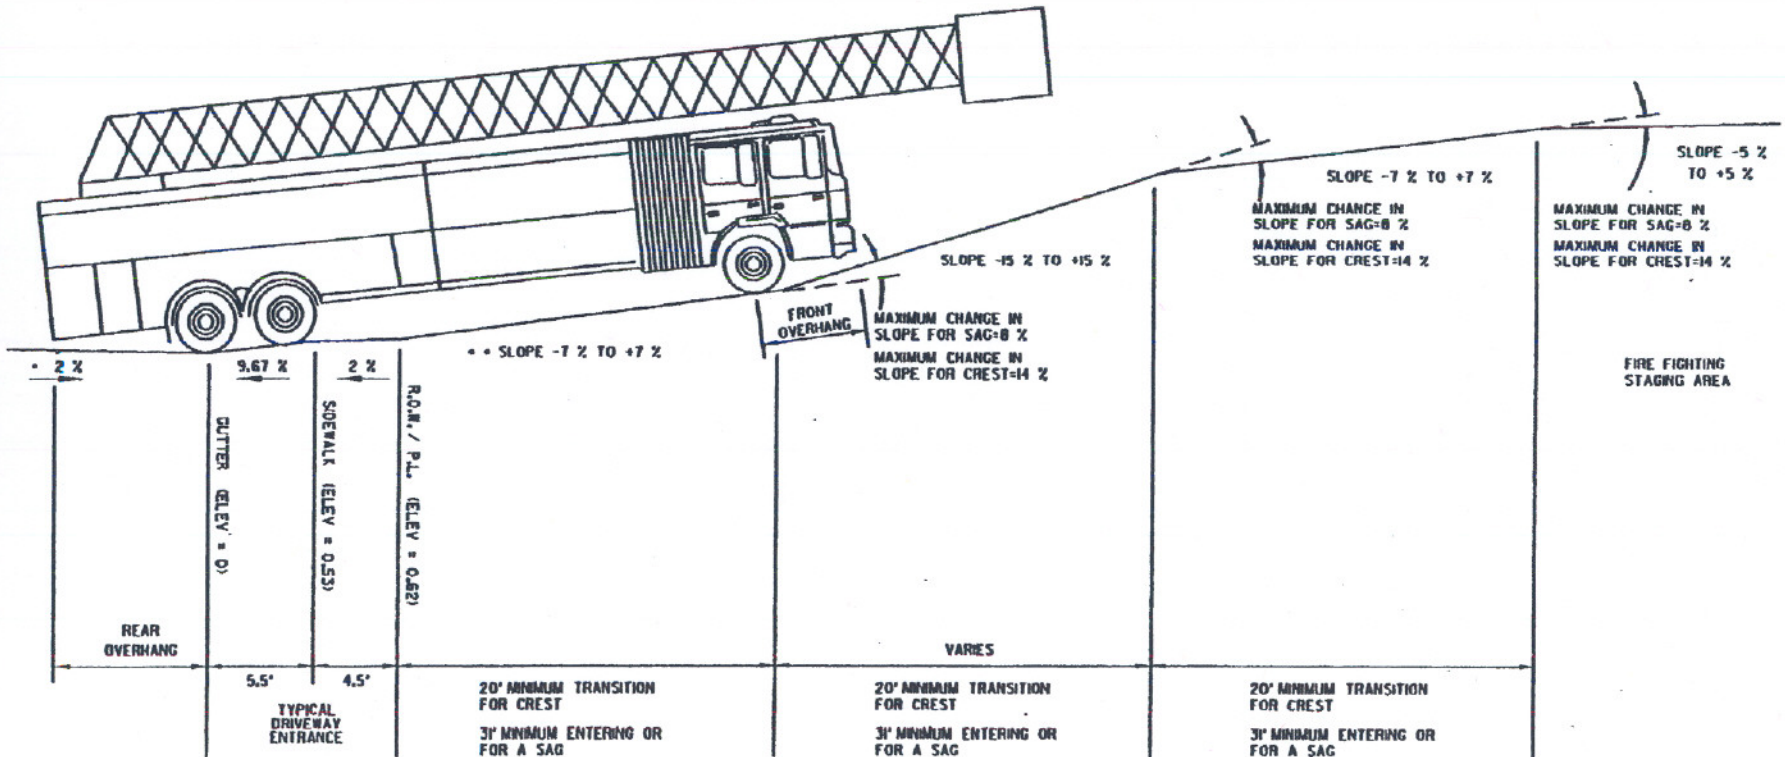 SLOPE -5 %
TO +5 %
SLOPE -7 % TO +7 %
MAXIMUM CHANGE IN
SLOPE FOR SAG=8 %
MAXIMUM CHANGE IN
SLOPE FOR CREST=14 %
MAXIMUM CHANGE IN
SLOPE FOR SAG=8 %
MAXIMUM CHANGE IN
SLOPE FOR CREST=14 %
SLOPE -15 % TO +15 %
FRONT
OVERHANG
MAXIMUM CHANGE IN
SLOPE FOR SAG=8 %
MAXIMUM CHANGE IN
SLOPE FOR CREST=14 %
* * SLOPE -7 % TO +7 %
* 2 %
9.67 %
2 %
FIRE FIGHTING
STAGING AREA
GUTTER (ELEV = 0)
SIDEWALK (ELEV = 0.53)
R.O.W. / P.L. (ELEV = 0.62)
REAR
OVERHANG
VARIES
5.5'
4.5'
TYPICAL
DRIVEWAY
ENTRANCE
20' MINIMUM TRANSITION
FOR CREST
31' MINIMUM ENTERING OR
FOR A SAG
20' MINIMUM TRANSITION
FOR CREST
31' MINIMUM ENTERING OR
FOR A SAG
20' MINIMUM TRANSITION
FOR CREST
31' MINIMUM ENTERING OR
FOR A SAG